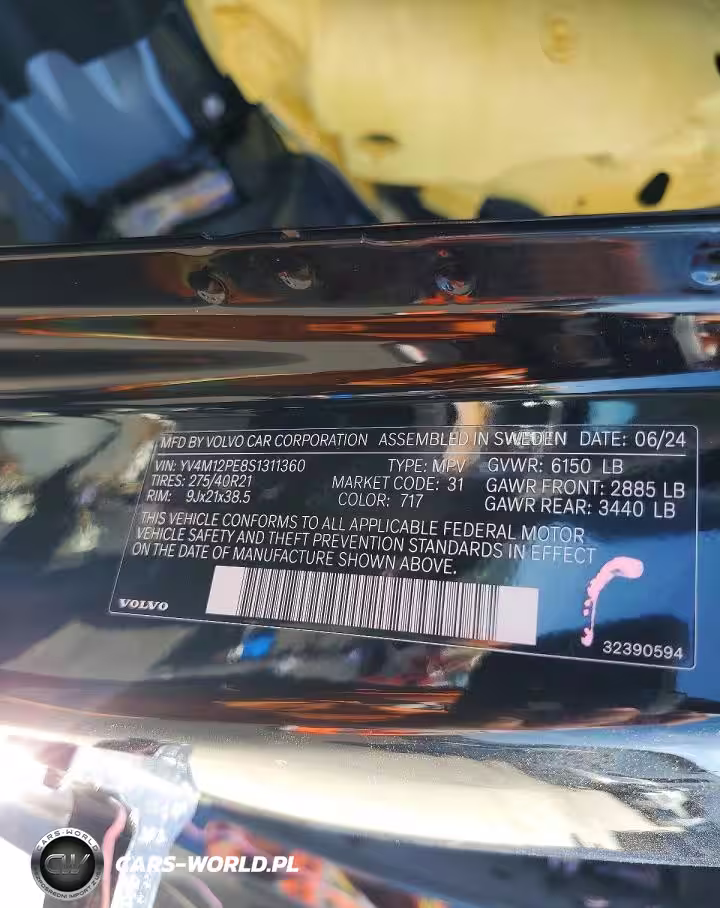 MFD BY VOLVO CAR CORPORATION ASSEMBLED IN SWEDEN DATE: 06/24
VIN: YV4M12PE8S1311360 TYPE: MPV GVWR: 6150 LB
TIRES: 275/40R21 MARKET CODE: 31 GAWR FRONT: 2885 LB
RIM: 9Jx21x38.5 COLOR: 717 GAWR REAR: 3440 LB
THIS VEHICLE CONFORMS TO ALL APPLICABLE FEDERAL MOTOR
VEHICLE SAFETY AND THEFT PREVENTION STANDARDS IN EFFECT
ON THE DATE OF MANUFACTURE SHOWN ABOVE.
VOLVO
32390594
CARS-WORLD
CW
CARS-WORLD.PL